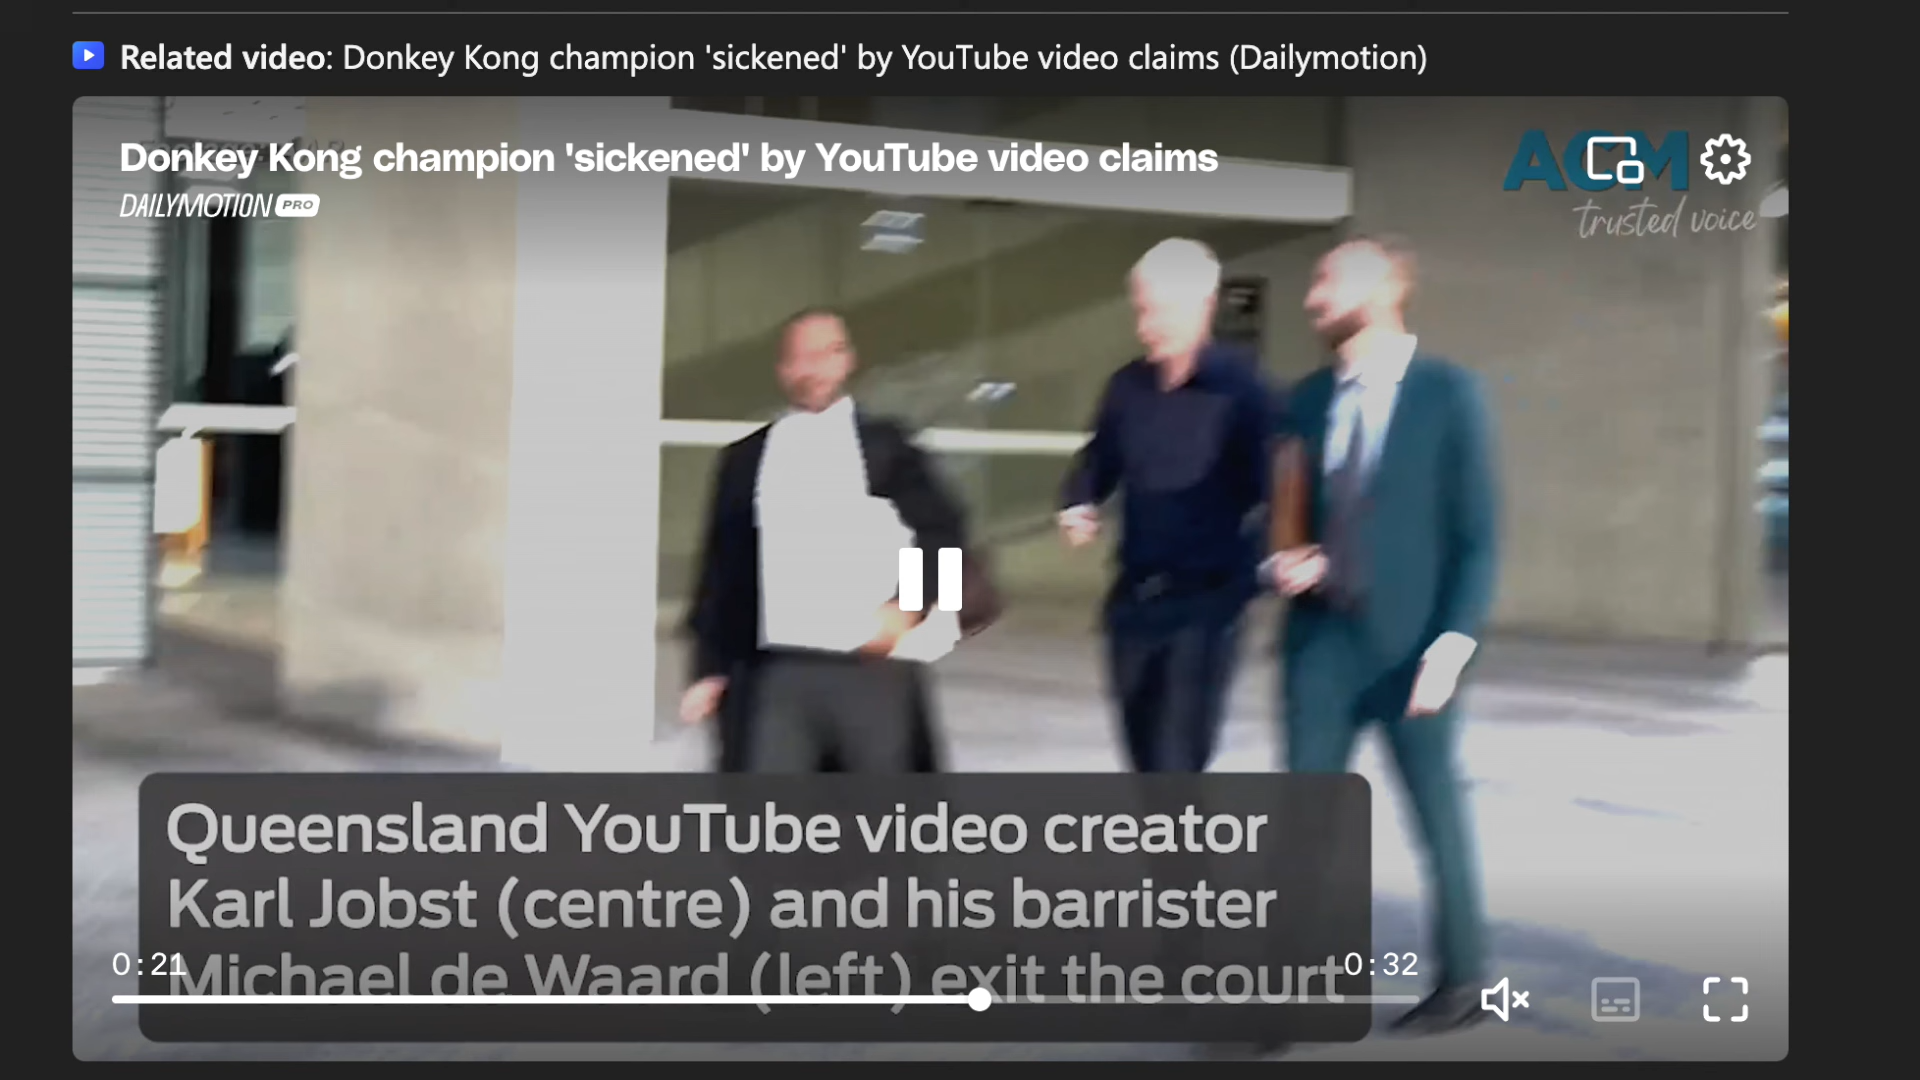 Related video: Donkey Kong champion 'sickened' by YouTube video claims (Dailymotion)
Donkey Kong champion 'sickened' by YouTube video claims
DAILYMOTION PRO
ACM
trusted voice
Queensland YouTube video creator
Karl Jobst (centre) and his barrister
Michael de Waard (left) exit the court
0:21
0:32